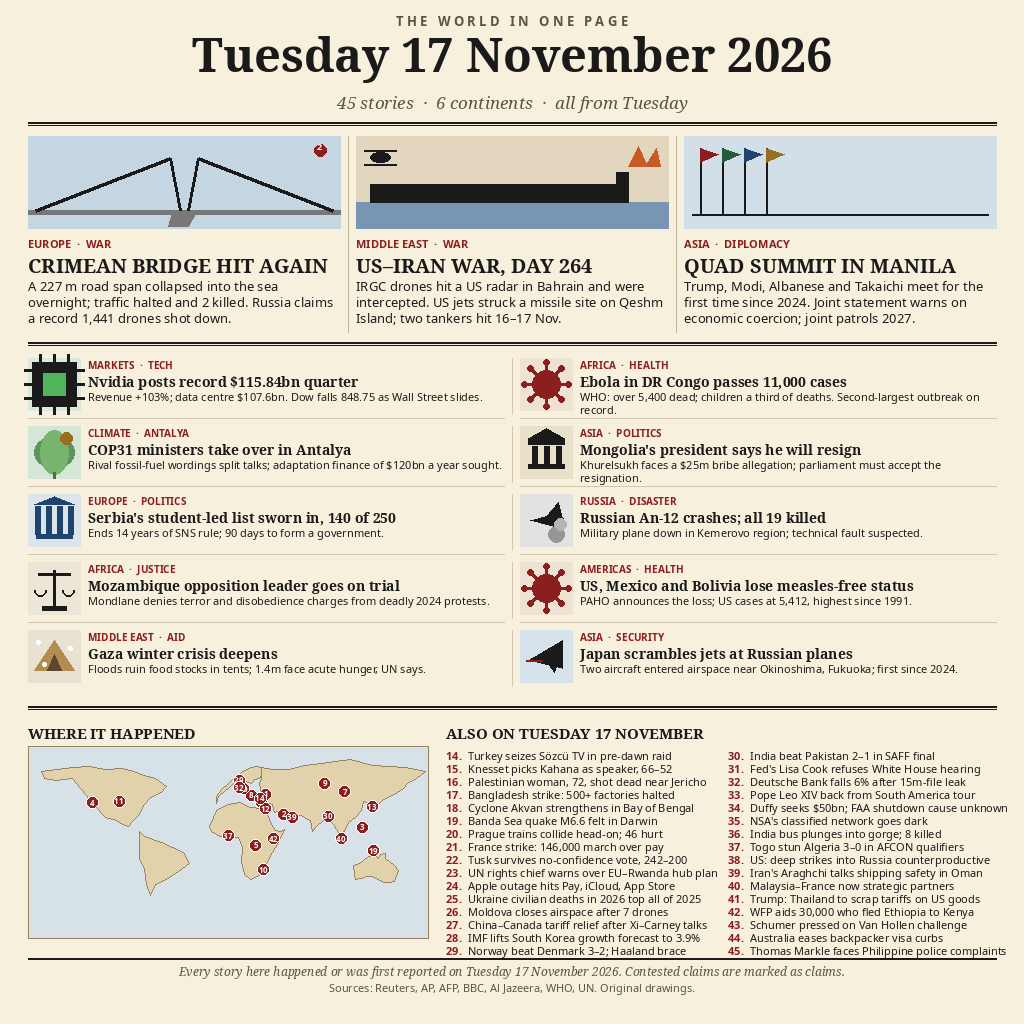 THE WORLD IN ONE PAGE
Tuesday 17 November 2026
45 stories · 6 continents · all from Tuesday
EUROPE · WAR
CRIMEAN BRIDGE HIT AGAIN
A 227 m road span collapsed into the sea
overnight; traffic halted and 2 killed. Russia claims
a record 1,441 drones shot down.
MIDDLE EAST · WAR
US–IRAN WAR, DAY 264
IRGC drones hit a US radar in Bahrain and were
intercepted. US jets struck a missile site on Qeshm
Island; two tankers hit 16–17 Nov.
ASIA · DIPLOMACY
QUAD SUMMIT IN MANILA
Trump, Modi, Albanese and Takaichi meet for the
first time since 2024. Joint statement warns on
economic coercion; joint patrols 2027.
MARKETS · TECH
Nvidia posts record $115.84bn quarter
Revenue +103%; data centre $107.6bn. Dow falls 848.75 as Wall Street slides.
AFRICA · HEALTH
Ebola in DR Congo passes 11,000 cases
WHO: over 5,400 dead; children a third of deaths. Second-largest outbreak on
record.
CLIMATE · ANTALYA
COP31 ministers take over in Antalya
Rival fossil-fuel wordings split talks; adaptation finance of $120bn a year sought.
ASIA · POLITICS
Mongolia's president says he will resign
Khurelsukh faces a $25m bribe allegation; parliament must accept the
resignation.
EUROPE · POLITICS
Serbia's student-led list sworn in, 140 of 250
Ends 14 years of SNS rule; 90 days to form a government.
RUSSIA · DISASTER
Russian An-12 crashes; all 19 killed
Military plane down in Kemerovo region; technical fault suspected.
AFRICA · JUSTICE
Mozambique opposition leader goes on trial
Mondlane denies terror and disobedience charges from deadly 2024 protests.
AMERICAS · HEALTH
US, Mexico and Bolivia lose measles-free status
PAHO announces the loss; US cases at 5,412, highest since 1991.
MIDDLE EAST · AID
Gaza winter crisis deepens
Floods ruin food stocks in tents; 1.4m face acute hunger, UN says.
ASIA · SECURITY
Japan scrambles jets at Russian planes
Two aircraft entered airspace near Okinoshima, Fukuoka; first since 2024.
WHERE IT HAPPENED
4
11
9
7
13
12
39
30
3
37
5
42
40
19
10
ALSO ON TUESDAY 17 NOVEMBER
14. Turkey seizes Sözcü TV in pre-dawn raid
15. Knesset picks Kahana as speaker, 66–52
16. Palestinian woman, 72, shot dead near Jericho
17. Bangladesh strike: 500+ factories halted
18. Cyclone Akvan strengthens in Bay of Bengal
19. Banda Sea quake M6.6 felt in Darwin
20. Prague trains collide head-on; 46 hurt
21. France strike: 146,000 march over pay
22. Tusk survives no-confidence vote, 242–200
23. UN rights chief warns over EU–Rwanda hub plan
24. Apple outage hits Pay, iCloud, App Store
25. Ukraine civilian deaths in 2026 top all of 2025
26. Moldova closes airspace after 7 drones
27. China–Canada tariff relief after Xi–Carney talks
28. IMF lifts South Korea growth forecast to 3.9%
29. Norway beat Denmark 3–2; Haaland brace
30. India beat Pakistan 2–1 in SAFF final
31. Fed's Lisa Cook refuses White House hearing
32. Deutsche Bank falls 6% after 15m-file leak
33. Pope Leo XIV back from South America tour
34. Duffy seeks $50bn; FAA shutdown cause unknown
35. NSA's classified network goes dark
36. India bus plunges into gorge; 8 killed
37. Togo stun Algeria 3–0 in AFCON qualifiers
38. US: deep strikes into Russia counterproductive
39. Iran's Araghchi talks shipping safety in Oman
40. Malaysia–France now strategic partners
41. Trump: Thailand to scrap tariffs on US goods
42. WFP aids 30,000 who fled Ethiopia to Kenya
43. Schumer pressed on Van Hollen challenge
44. Australia eases backpacker visa curbs
45. Thomas Markle faces Philippine police complaints
Every story here happened or was first reported on Tuesday 17 November 2026. Contested claims are marked as claims.
Sources: Reuters, AP, AFP, BBC, Al Jazeera, WHO, UN. Original drawings.